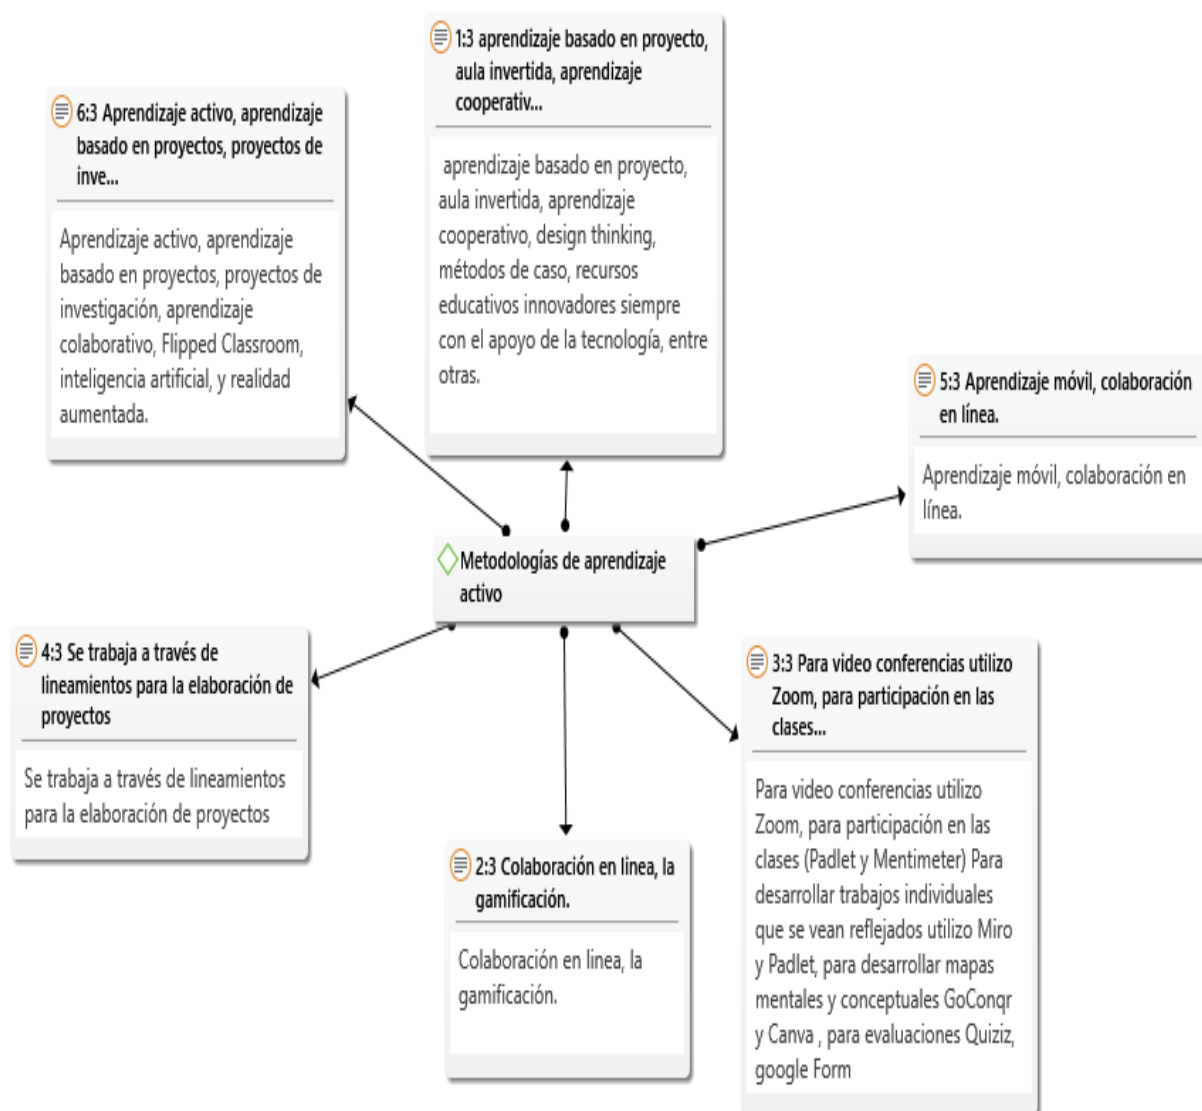 1:3 aprendizaje basado en proyecto,
aula invertida, aprendizaje
cooperativ...
aprendizaje basado en proyecto,
aula invertida, aprendizaje
cooperativo, design thinking,
métodos de caso, recursos
educativos innovadores siempre
con el apoyo de la tecnología, entre
otras.
6:3 Aprendizaje activo, aprendizaje
basado en proyectos, proyectos de
inve...
Aprendizaje activo, aprendizaje
basado en proyectos, proyectos de
investigación, aprendizaje
colaborativo, Flipped Classroom,
inteligencia artificial, y realidad
aumentada.
5:3 Aprendizaje móvil, colaboración
en línea.
Aprendizaje móvil, colaboración en
línea.
Metodologías de aprendizaje
activo
4:3 Se trabaja a través de
lineamientos para la elaboración de
proyectos
Se trabaja a través de lineamientos
para la elaboración de proyectos
3:3 Para video conferencias utilizo
Zoom, para participación en las
clases...
Para video conferencias utilizo
Zoom, para participación en las
clases (Padlet y Mentimeter) Para
desarrollar trabajos individuales
que se vean reflejados utilizo Miro
y Padlet, para desarrollar mapas
mentales y conceptuales GoConqr
y Canva , para evaluaciones Quiziz,
google Form
2:3 Colaboración en linea, la
gamificación.
Colaboración en linea, la
gamificación.